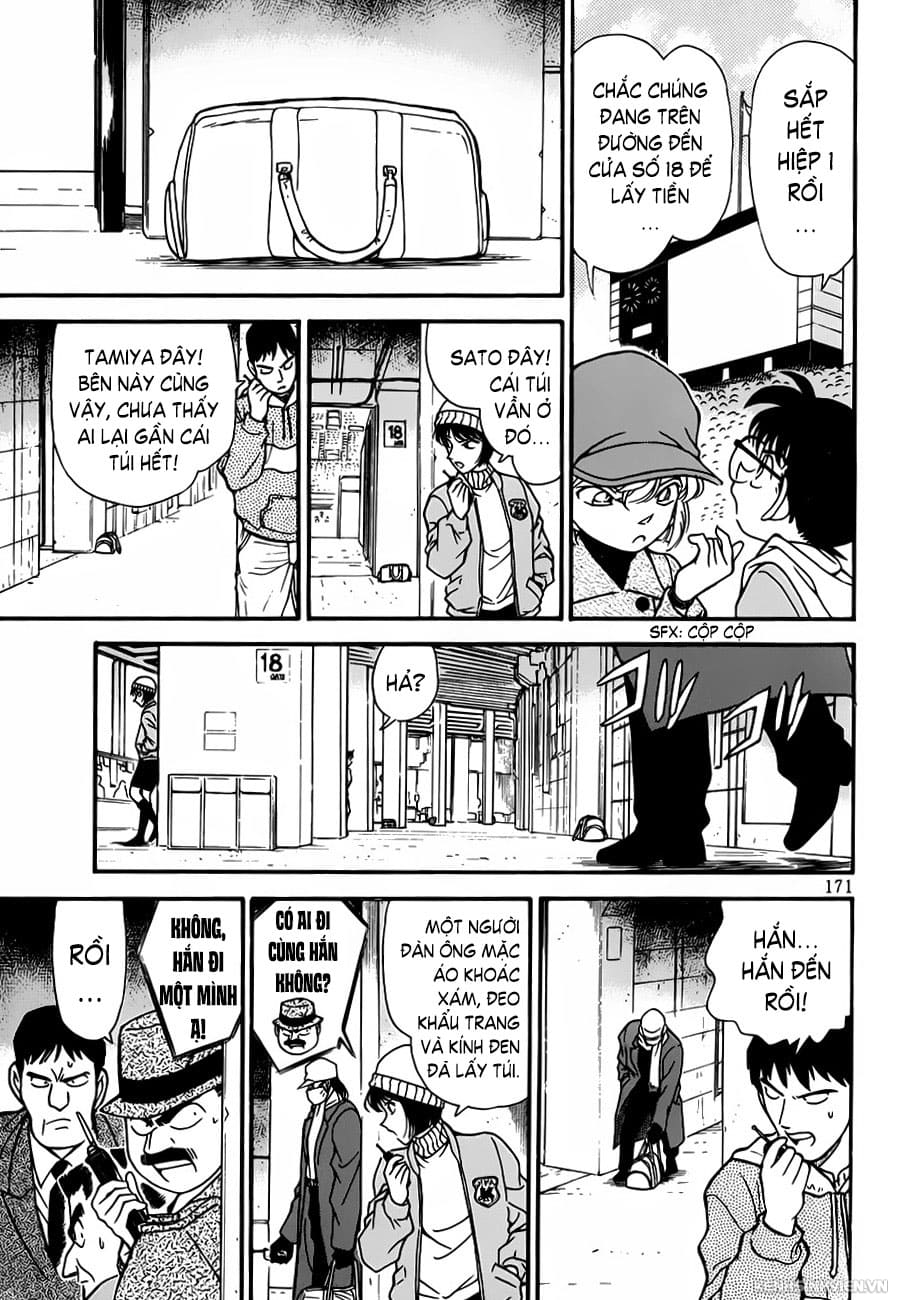 SẮP
HẾT
HIỆP 1
RỒI
CHẮC CHÚNG
ĐANG TRÊN
ĐƯỜNG ĐẾN
CỬA SỐ 18 ĐỂ
LẤY TIỀN
...
SATO ĐÂY!
CÁI TÚI
VẪN Ở
ĐÓ...
18
TAMIYA ĐÂY!
BÊN NÀY CŨNG
VẬY, CHƯA THẤY
AI LẠI GẦN CÁI
TÚI HẾT!
SFX: CỘP CỘP
HẢ?
18
GATE
171
HẮN...
HẮN ĐẾN
RỒI!
MỘT NGƯỜI
ĐÀN ÔNG MẶC
ÁO KHOÁC
XÁM, ĐEO
KHẨU TRANG
VÀ KÍNH ĐEN
ĐÃ LẤY TÚI.
CÓ AI ĐI
CÙNG HẮN
KHÔNG?
KHÔNG,
HẮN ĐI
MỘT MÌNH
Ạ!
RỒI
...